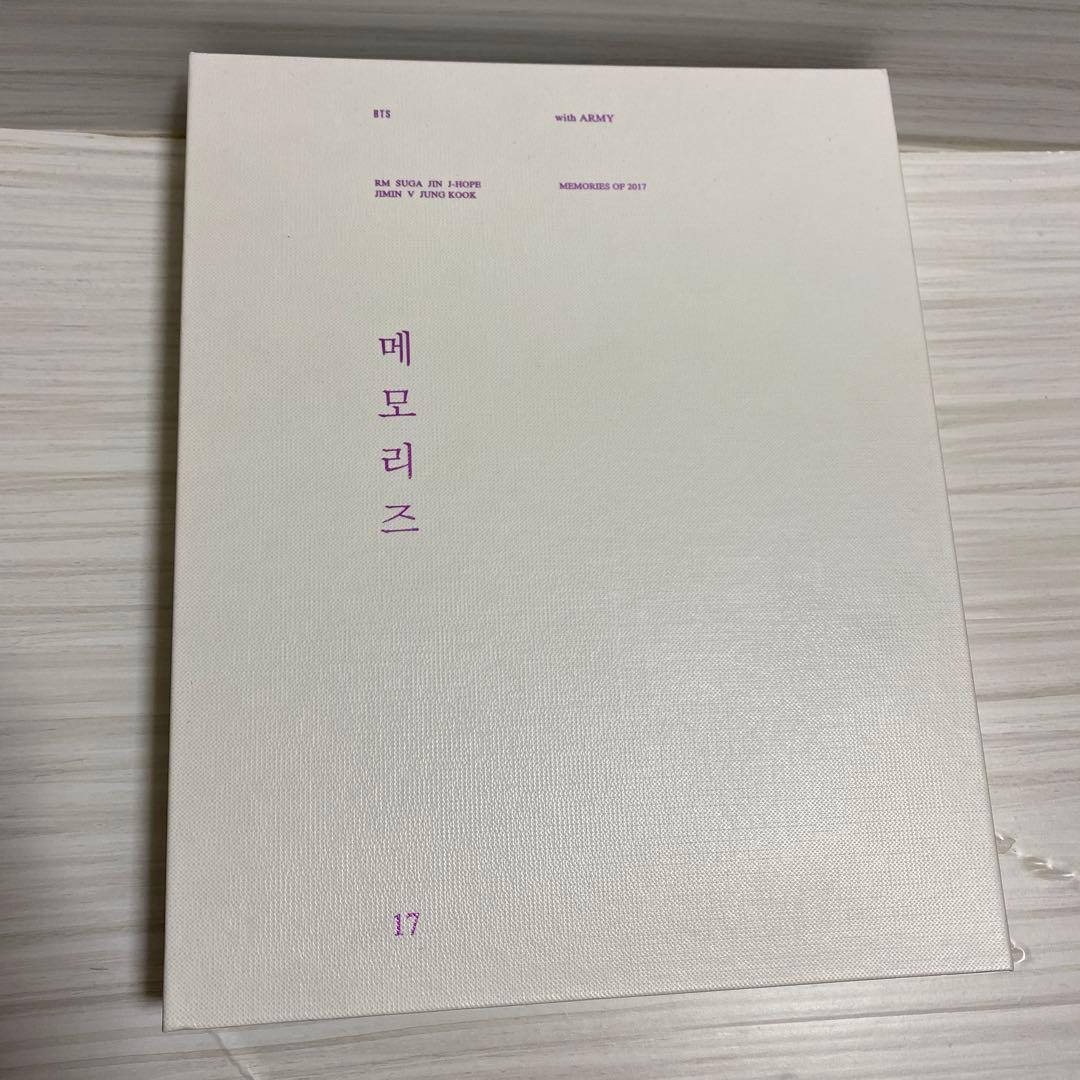 BTS
with ARMY
RM SUGA JIN J-HOPE
JIMIN V JUNG KOOK
MEMORIES OF 2017
메모리즈
17